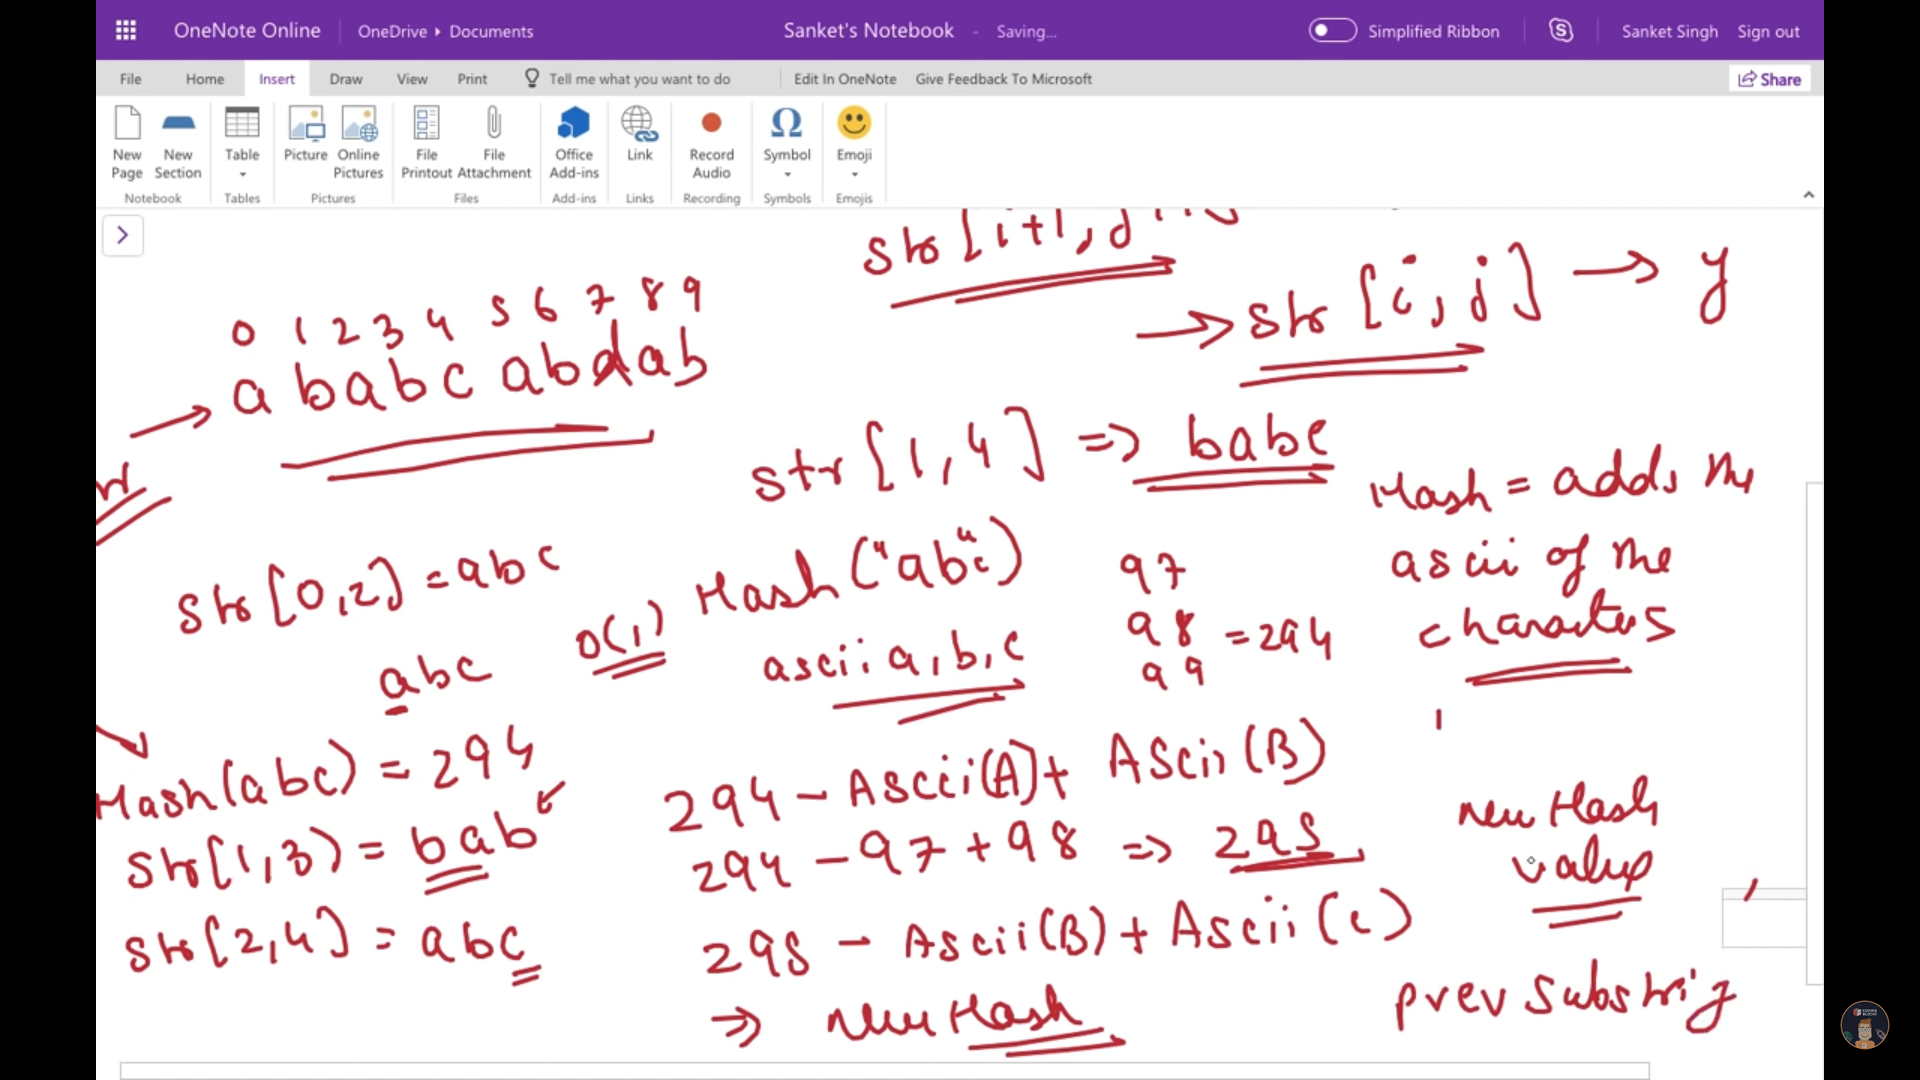 OneNote Online OneDrive ▸ Documents Sanket's Notebook - Saving... Simplified Ribbon Sanket Singh Sign out
File Home Insert Draw View Print Tell me what you want to do Edit In OneNote Give Feedback To Microsoft Share
New Page New Section Table Picture Online Pictures File Printout File Attachment Office Add-ins Link Record Audio Symbol Emoji
Notebook Tables Pictures Files Add-ins Links Recording Symbols Emojis
str[i+1, j+1]
→ str[i, j] → y
0 1 2 3 4 5 6 7 8 9
→ a b a b c a b d a b
str[1, 4] => babc
Hash = adds the
ascii of the
characters
str[0,2] = abc
abc
O(1) Hash("abc")
ascii a, b, c
97
98 = 294
99
Hash(abc) = 294
str[1,3) = bab
str[2,4] = abc
294 - Ascii(A) + ASCii(B)
294 - 97 + 98 => 295
295 - Ascii(B) + Ascii(c)
=> new Hash
new Hash
value
prev substring